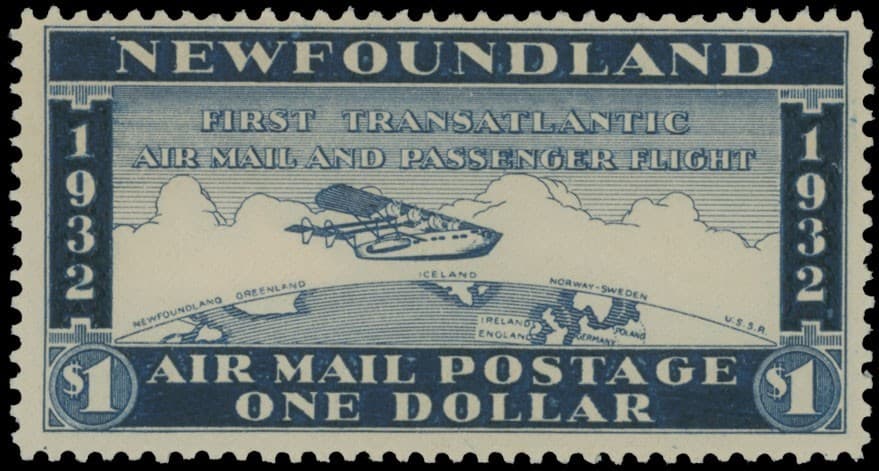 NEWFOUNDLAND
FIRST TRANSATLANTIC
AIR MAIL AND PASSENGER FLIGHT
1932
1932
ICELAND
NEWFOUNDLAND
GREENLAND
NORWAY-SWEDEN
U.S.S.R.
IRELAND
ENGLAND
GERMANY
POLAND
$1
AIR MAIL POSTAGE
$1
ONE DOLLAR